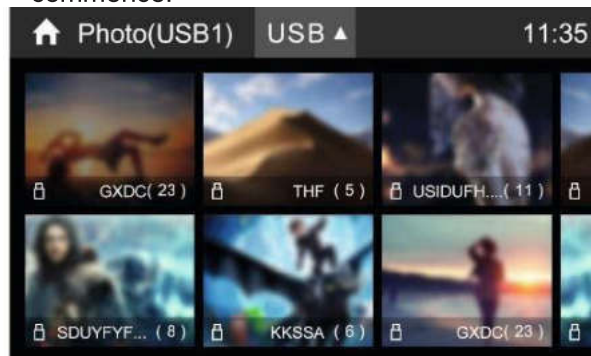 Photo(USB1) USB ▲ 11:35
GXDC( 23 ) THF ( 5 ) USIDUFH....( 11 )
SDUYFYF... ( 8 ) KKSSA ( 6 ) GXDC( 23 )